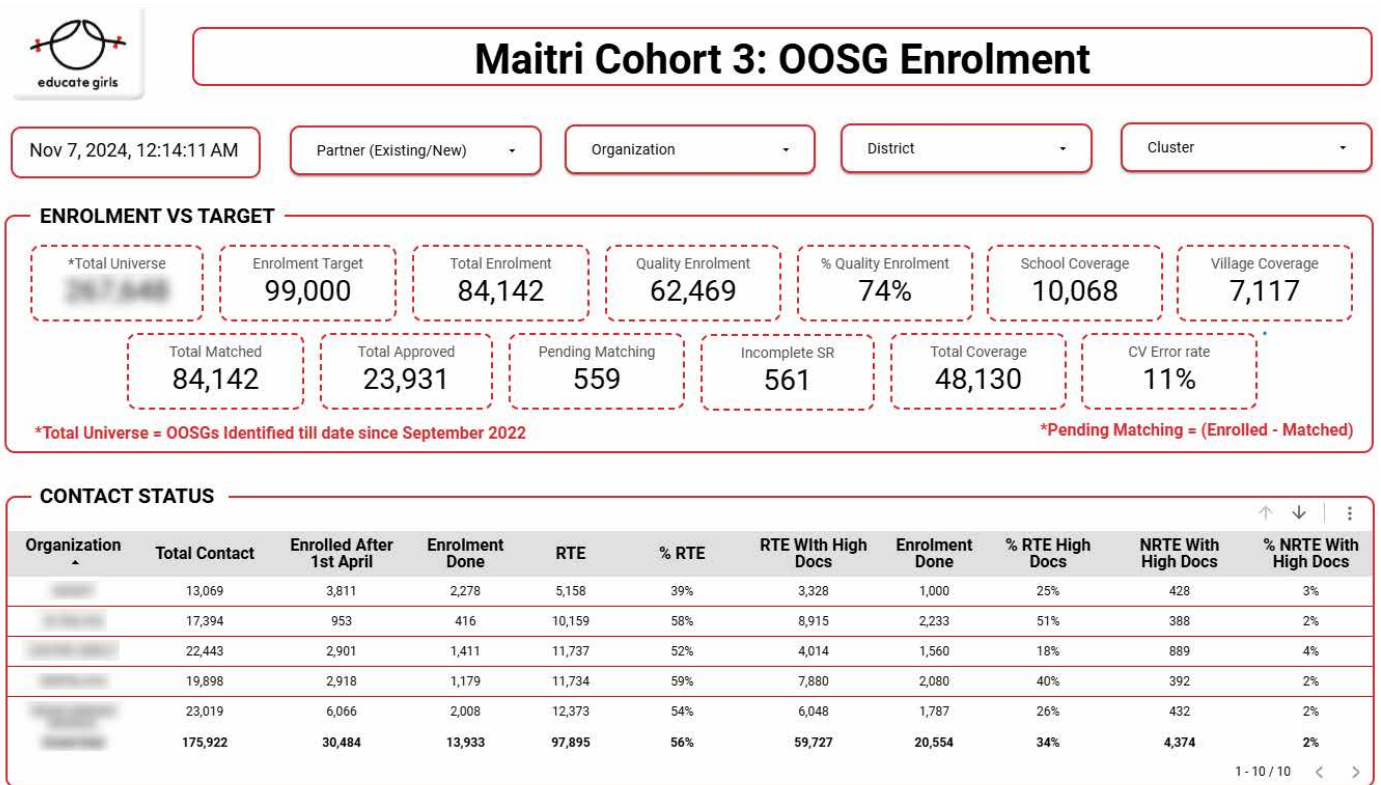 educate girls
Maitri Cohort 3: OOSG Enrolment
Nov 7, 2024, 12:14:11 AM
Partner (Existing/New)
Organization
District
Cluster
ENROLMENT VS TARGET
*Total Universe Enrolment Target Total Enrolment Quality Enrolment % Quality Enrolment School Coverage Village Coverage
99,000 84,142 62,469 74% 10,068 7,117
Total Matched Total Approved Pending Matching Incomplete SR Total Coverage CV Error rate
84,142 23,931 559 561 48,130 11%
*Total Universe = OOSGs Identified till date since September 2022
*Pending Matching = (Enrolled - Matched)
CONTACT STATUS
Organization Total Contact Enrolled After 1st April Enrolment Done RTE % RTE RTE WIth High Docs Enrolment Done % RTE High Docs NRTE With High Docs % NRTE With High Docs
13,069 3,811 2,278 5,158 39% 3,328 1,000 25% 428 3%
17,394 953 416 10,159 58% 8,915 2,233 51% 388 2%
22,443 2,901 1,411 11,737 52% 4,014 1,560 18% 889 4%
19,898 2,918 1,179 11,734 59% 7,880 2,080 40% 392 2%
23,019 6,066 2,008 12,373 54% 6,048 1,787 26% 432 2%
175,922 30,484 13,933 97,895 56% 59,727 20,554 34% 4,374 2%
1 - 10 / 10